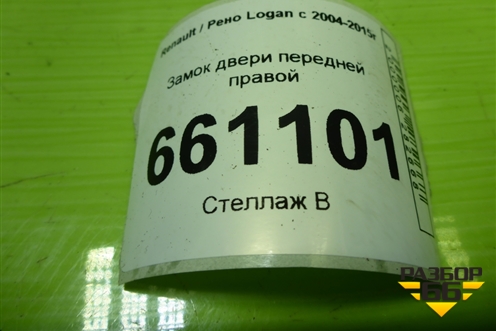 Renault / Рено Logan с 2004-2015г
Замок двери передней
правой
661101
Стеллаж В
РАЗБОР
66